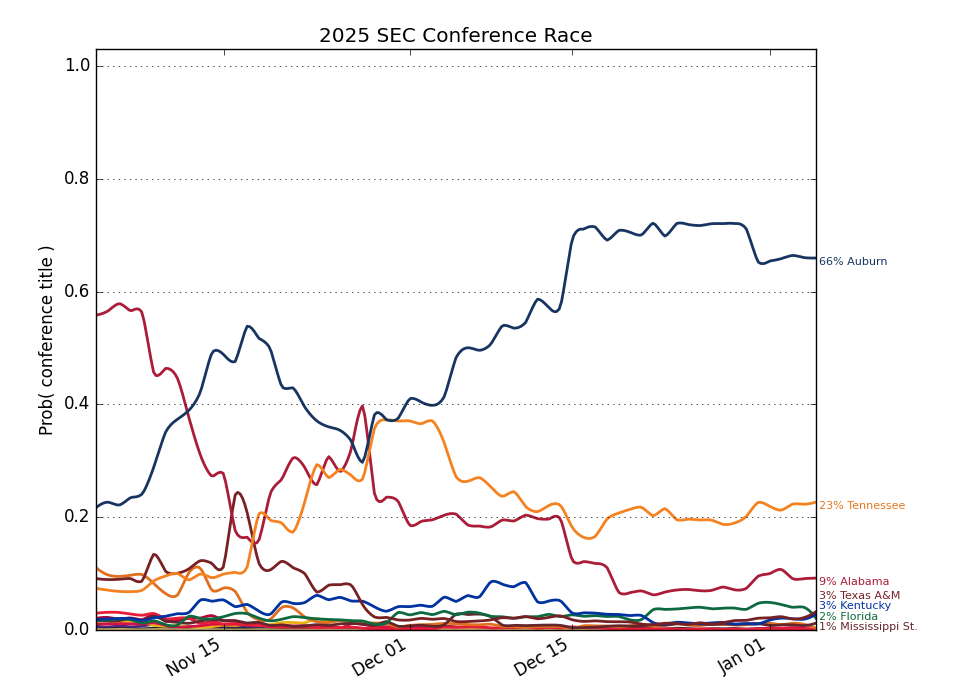 2025 SEC Conference Race
Prob( conference title )
1.0
0.8
0.6
0.4
0.2
0.0
Nov 15
Dec 01
Dec 15
Jan 01
66% Auburn
23% Tennessee
9% Alabama
3% Texas A&M
3% Kentucky
2% Florida
1% Mississippi St.